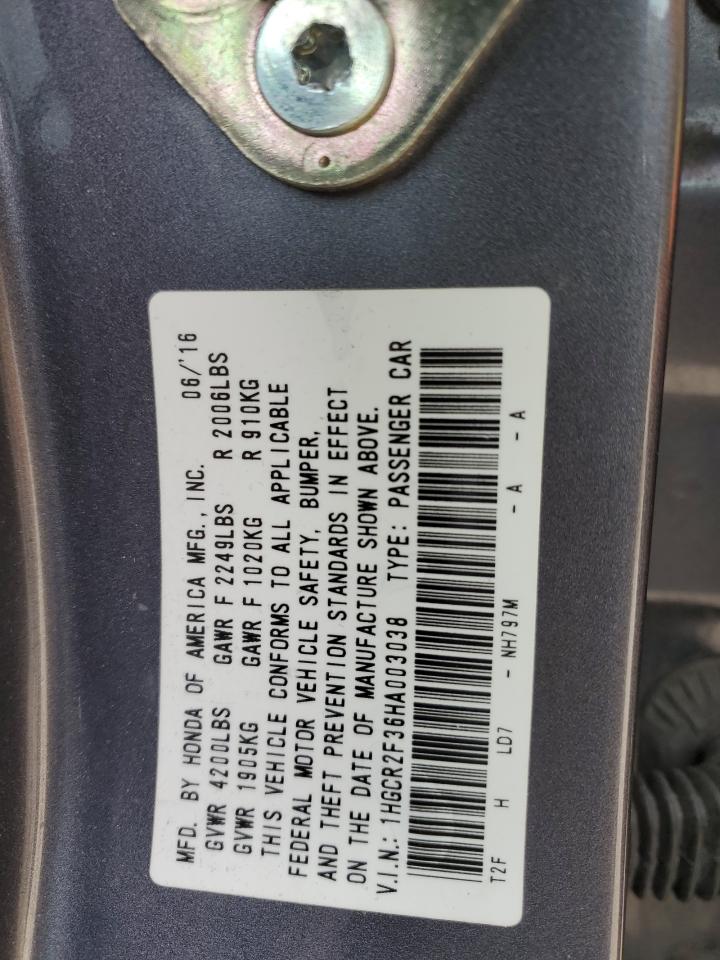 MFD. BY HONDA OF AMERICA MFG., INC. 06/'16
GVWR 4200LBS GAWR F 2249LBS R 2006LBS
GVWR 1905KG GAWR F 1020KG R 910KG
THIS VEHICLE CONFORMS TO ALL APPLICABLE
FEDERAL MOTOR VEHICLE SAFETY, BUMPER,
AND THEFT PREVENTION STANDARDS IN EFFECT
ON THE DATE OF MANUFACTURE SHOWN ABOVE.
V.I.N.: 1HGCR2F36HA003038 TYPE: PASSENGER CAR
T2F H LD7 - NH797M - A - A